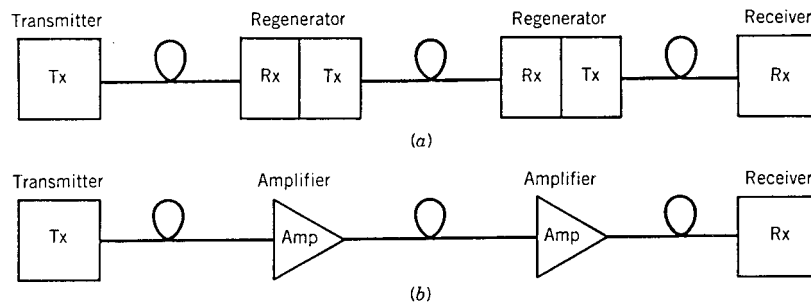 Transmitter Regenerator Regenerator Receiver
Tx Rx Tx Rx Tx Rx
(a)
Transmitter Amplifier Amplifier Receiver
Tx Amp Amp Rx
(b)